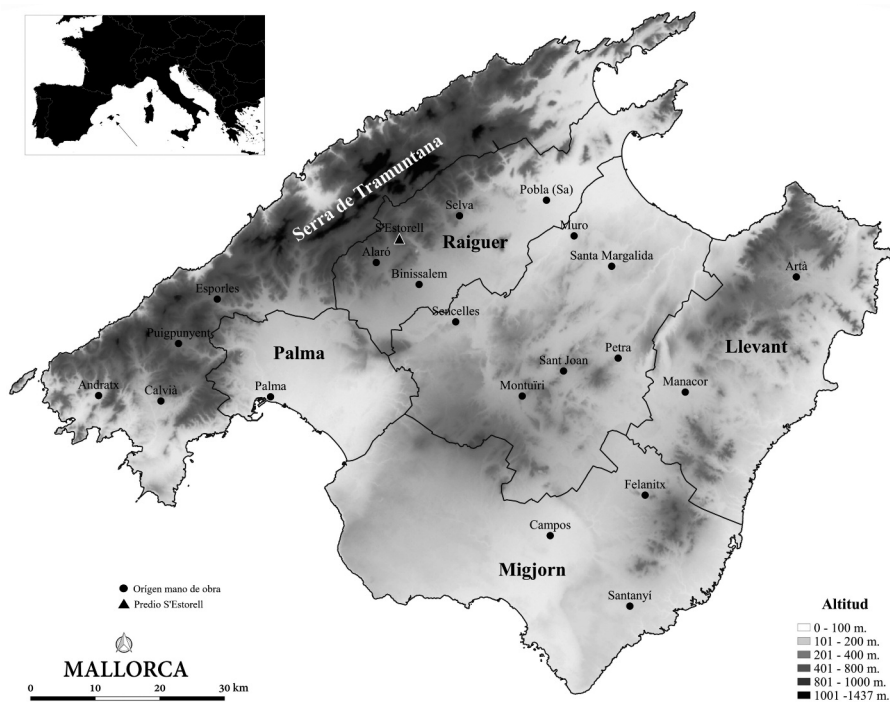 Serra de Tramuntana
Pobla (Sa)
Selva
S'Estorell
Raiguer
Muro
Alaró
Santa Margalida
Binissalem
Artà
Esporles
Sencelles
Puigpunyent
Palma
Llevant
Petra
Sant Joan
Andratx
Calvià
Palma
Montuïri
Manacor
Felanitx
Campos
Migjorn
Santanyí
Orígen mano de obra
Predio S'Estorell
MALLORCA
0 10 20 30 km
Altitud
0 - 100 m.
101 - 200 m.
201 - 400 m.
401 - 800 m.
801 - 1000 m.
1001 -1437 m.